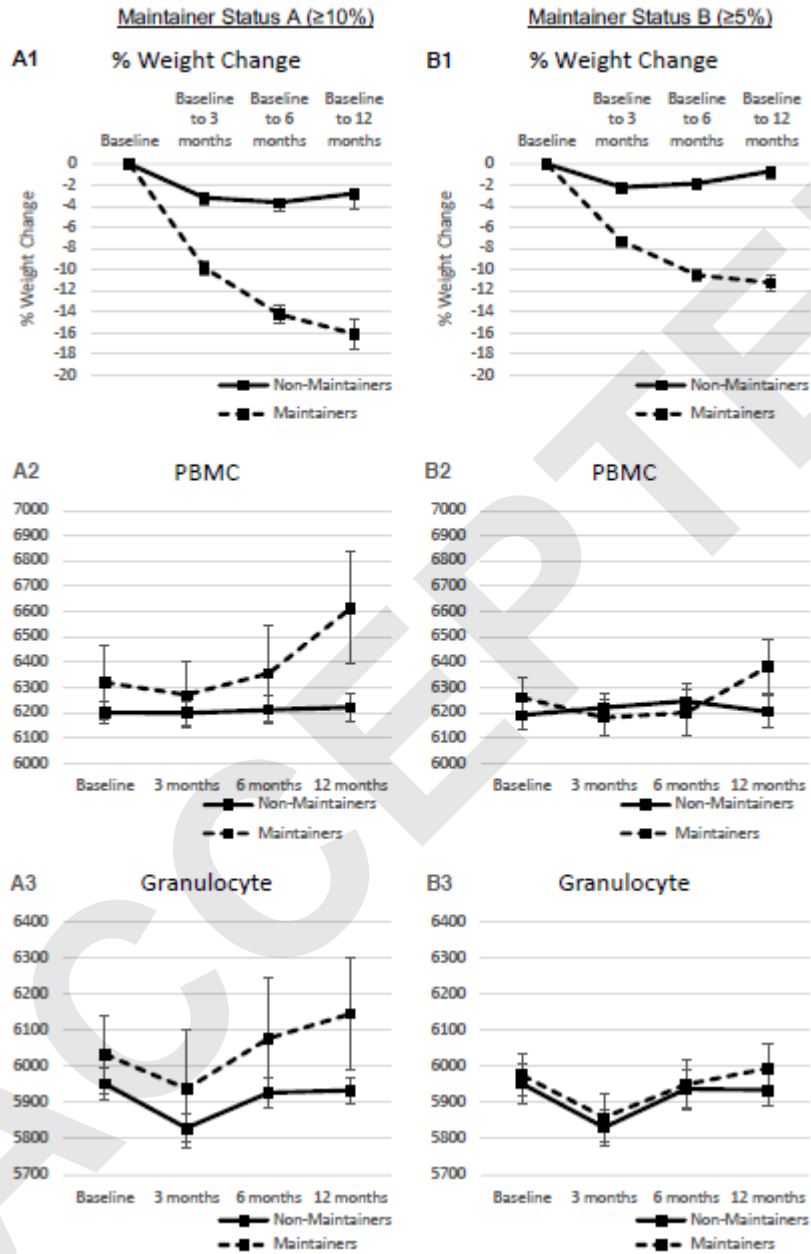 Maintainer Status A (≥10%)
Maintainer Status B (≥5%)
A1
% Weight Change
Baseline
Baseline to 3 months
Baseline to 6 months
Baseline to 12 months
% Weight Change
0
-2
-4
-6
-8
-10
-12
-14
-16
-18
-20
Non-Maintainers
Maintainers
B1
% Weight Change
Baseline
Baseline to 3 months
Baseline to 6 months
Baseline to 12 months
% Weight Change
0
-2
-4
-6
-8
-10
-12
-14
-16
-18
-20
Non-Maintainers
Maintainers
A2
PBMC
7000
6900
6800
6700
6600
6500
6400
6300
6200
6100
6000
Baseline 3 months 6 months 12 months
Non-Maintainers
Maintainers
B2
PBMC
7000
6900
6800
6700
6600
6500
6400
6300
6200
6100
6000
Baseline 3 months 6 months 12 months
Non-Maintainers
Maintainers
A3
Granulocyte
6400
6300
6200
6100
6000
5900
5800
5700
Baseline 3 months 6 months 12 months
Non-Maintainers
Maintainers
B3
Granulocyte
6400
6300
6200
6100
6000
5900
5800
5700
Baseline 3 months 6 months 12 months
Non-Maintainers
Maintainers
ACCEPTE